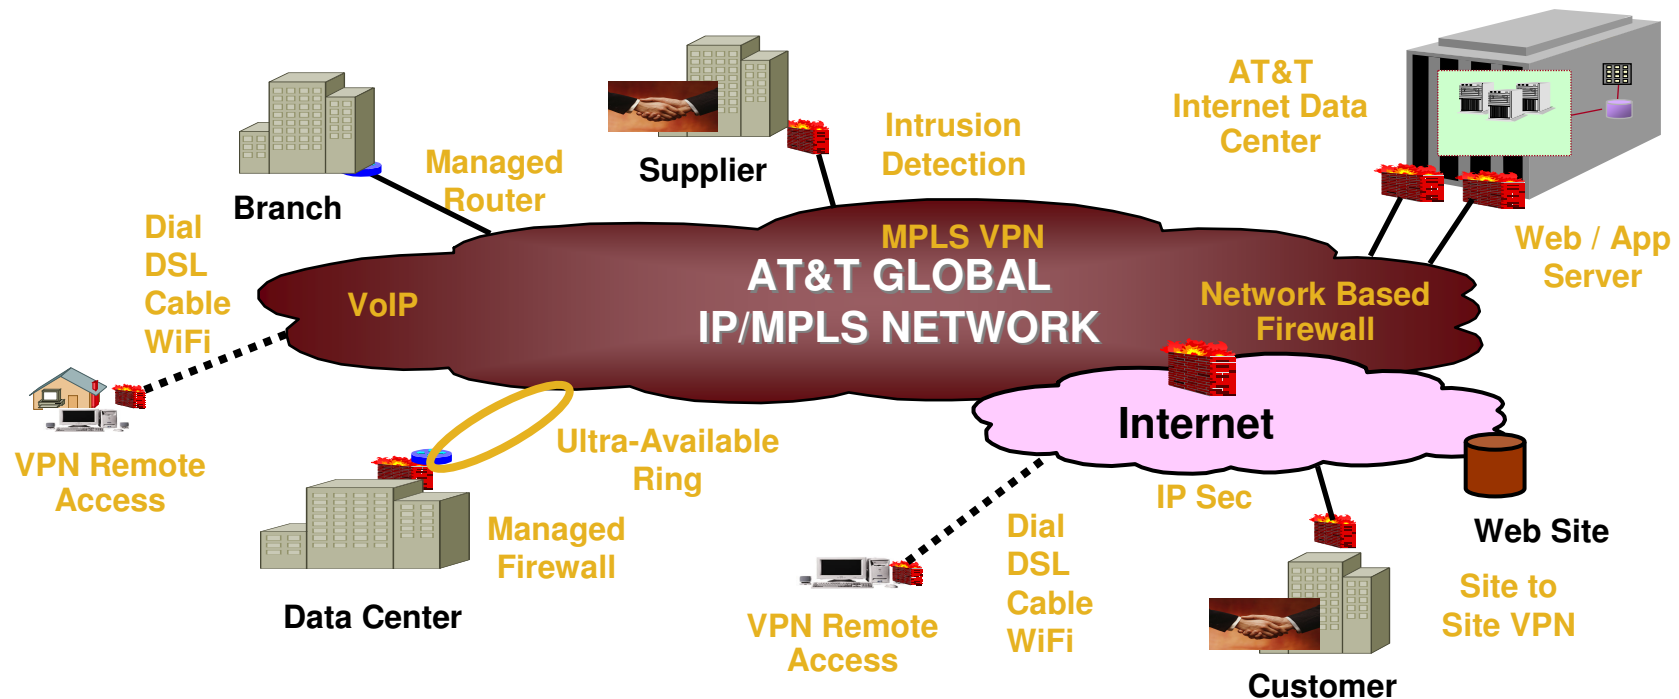 AT&T
Internet Data
Center
Intrusion
Detection
Supplier
Managed
Router
Branch
Dial
DSL
Cable
WiFi
MPLS VPN
AT&T GLOBAL
IP/MPLS NETWORK
VoIP
Network Based
Firewall
Web / App
Server
VPN Remote
Access
Ultra-Available
Ring
Internet
IP Sec
Managed
Firewall
Data Center
Web Site
Dial
DSL
Cable
WiFi
VPN Remote
Access
Site to
Site VPN
Customer